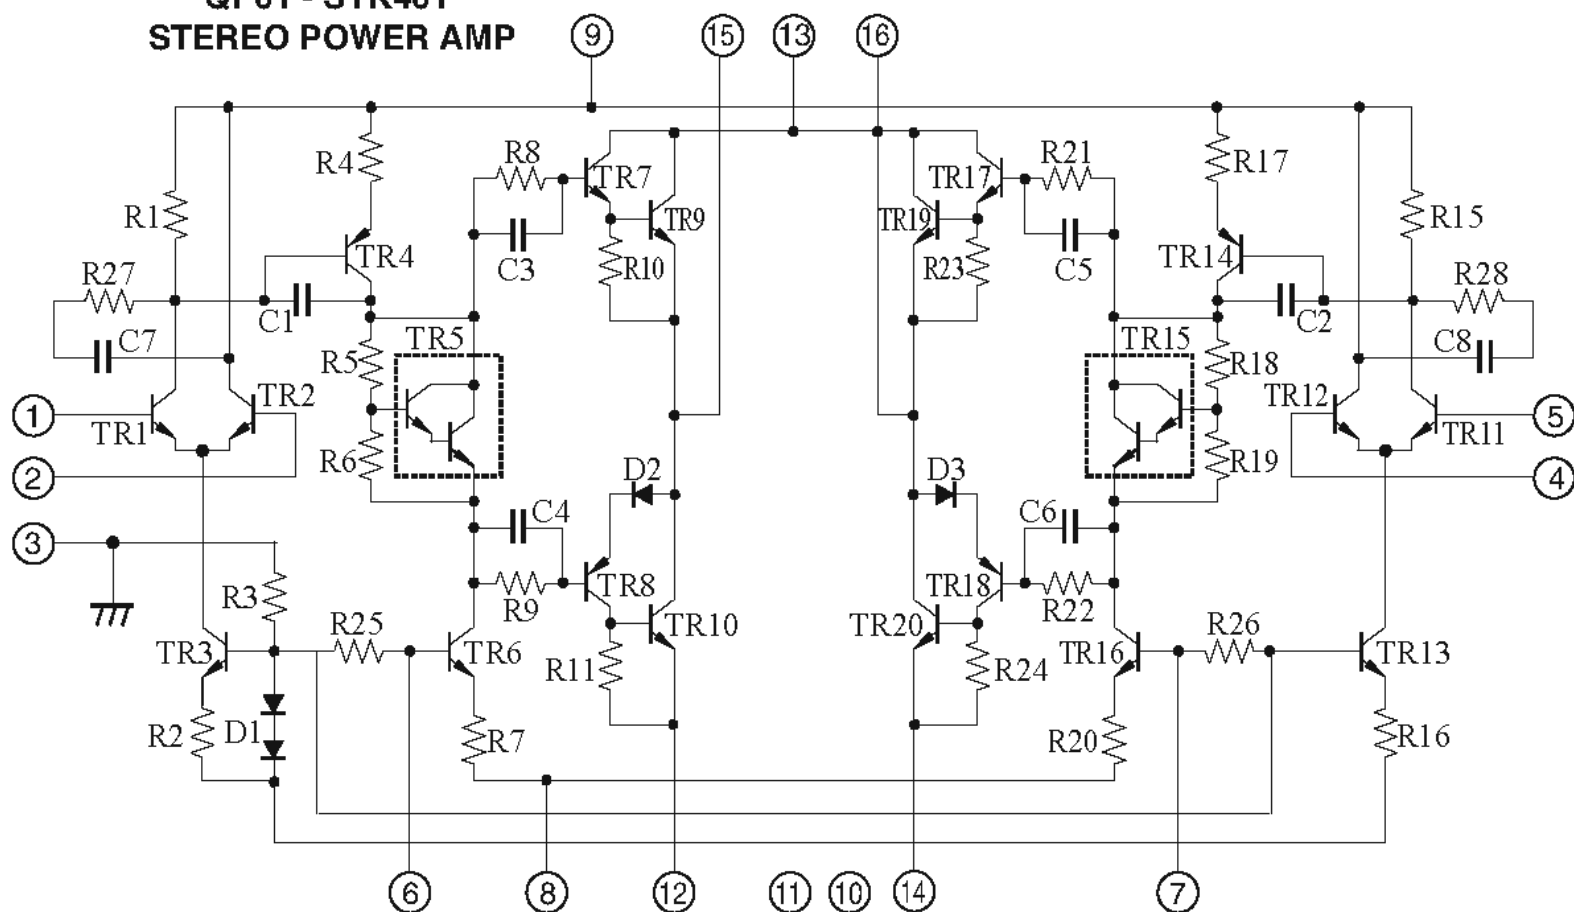 STEREO POWER AMP
9 15 13 16
R4 R8 TR7 TR17 R21 R17
R1 TR9 TR19 R15
TR4 C3 R10 R23 C5 TR14
R27 R28
C1 C2
C7 TR5 TR15 C8
R5 R18
1 TR1 TR2 TR12 TR11 5
2 R6 D2 D3 R19 4
3 C4 C6
R3 R9 TR8 TR18 R22
R25 R26
TR3 TR6 TR10 TR20 TR16 TR13
R11 R24
R2 D1 R7 R20 R16
6 8 12 11 10 14 7